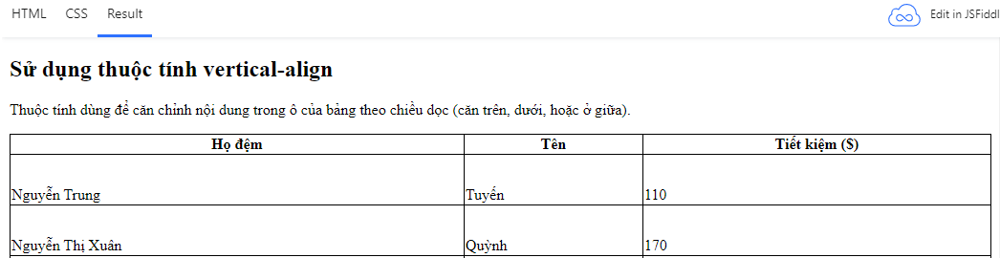 HTML CSS Result Edit in JSFiddl
Sử dụng thuộc tính vertical-align
Thuộc tính dùng để căn chỉnh nội dung trong ô của bảng theo chiều dọc (căn trên, dưới, hoặc ở giữa).
Họ đệm Tên Tiết kiệm ($)
Nguyễn Trung Tuyến 110
Nguyễn Thị Xuân Quỳnh 170